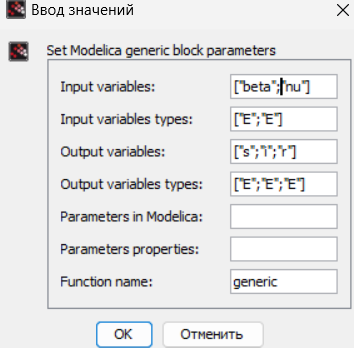 Ввод значений
Set Modelica generic block parameters
Input variables: ["beta";"nu"]
Input variables types: ["E";"E"]
Output variables: ["s";"i";"r"]
Output variables types: ["E";"E";"E"]
Parameters in Modelica:
Parameters properties:
Function name: generic
OK Отменить